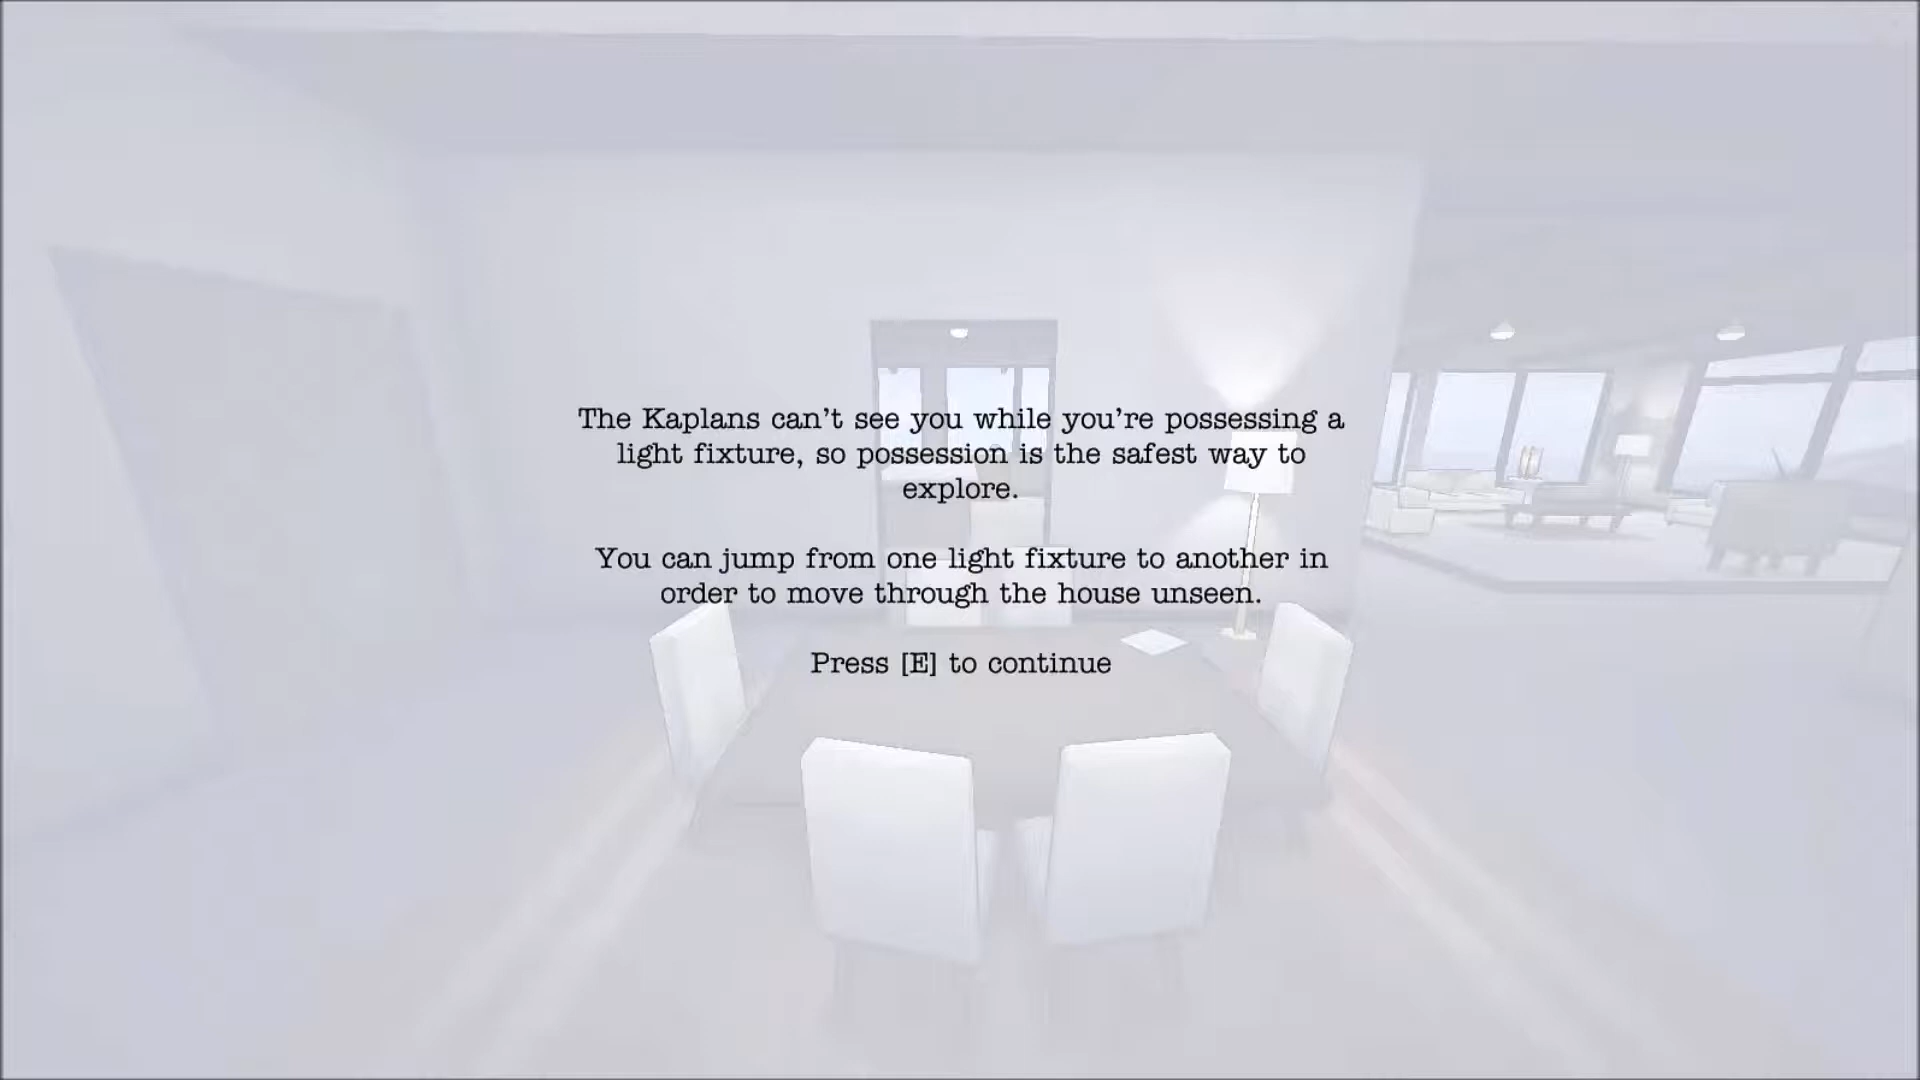 The Kaplans can’t see you while you’re possessing a
light fixture, so possession is the safest way to
explore.
You can jump from one light fixture to another in
order to move through the house unseen.
Press [E] to continue